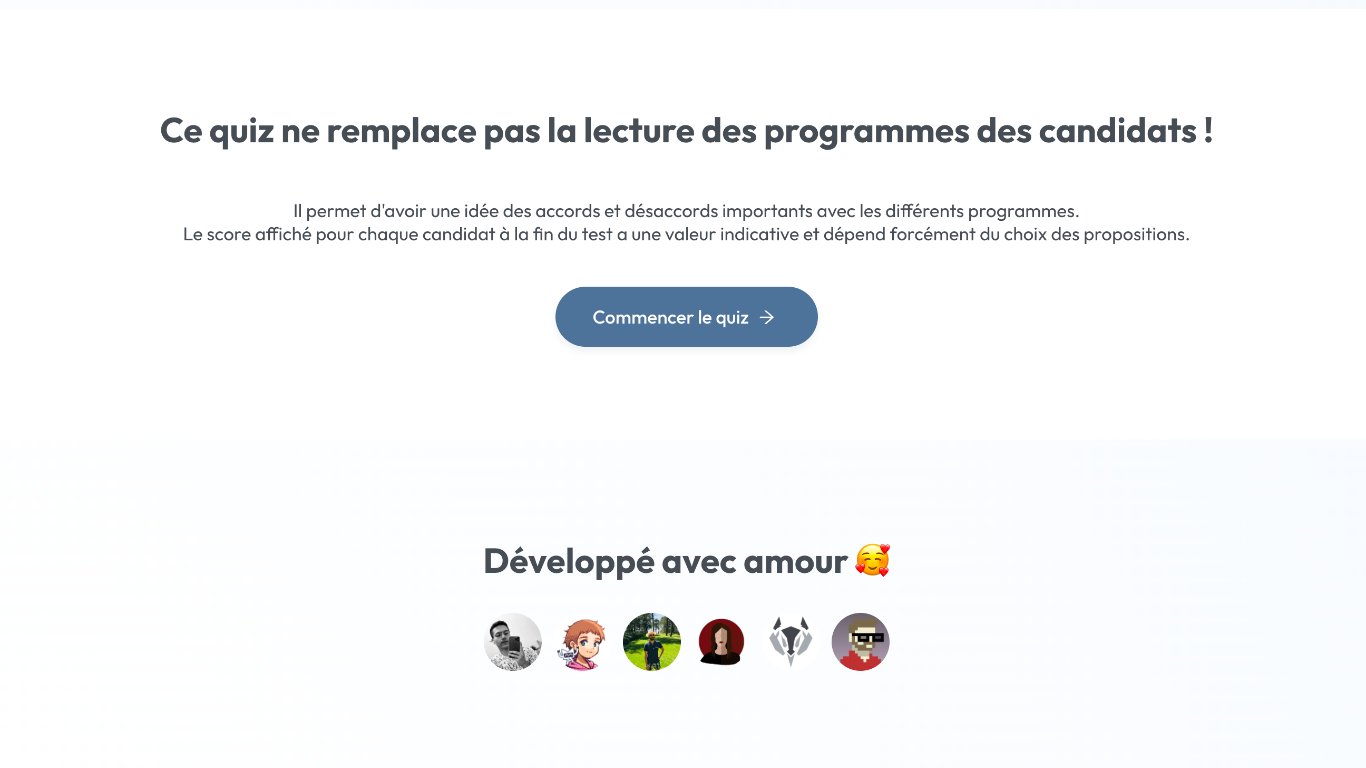 Ce quiz ne remplace pas la lecture des programmes des candidats !
Il permet d'avoir une idée des accords et désaccords importants avec les différents programmes.
Le score affiché pour chaque candidat à la fin du test a une valeur indicative et dépend forcément du choix des propositions.
Commencer le quiz →
Développé avec amour 🥰